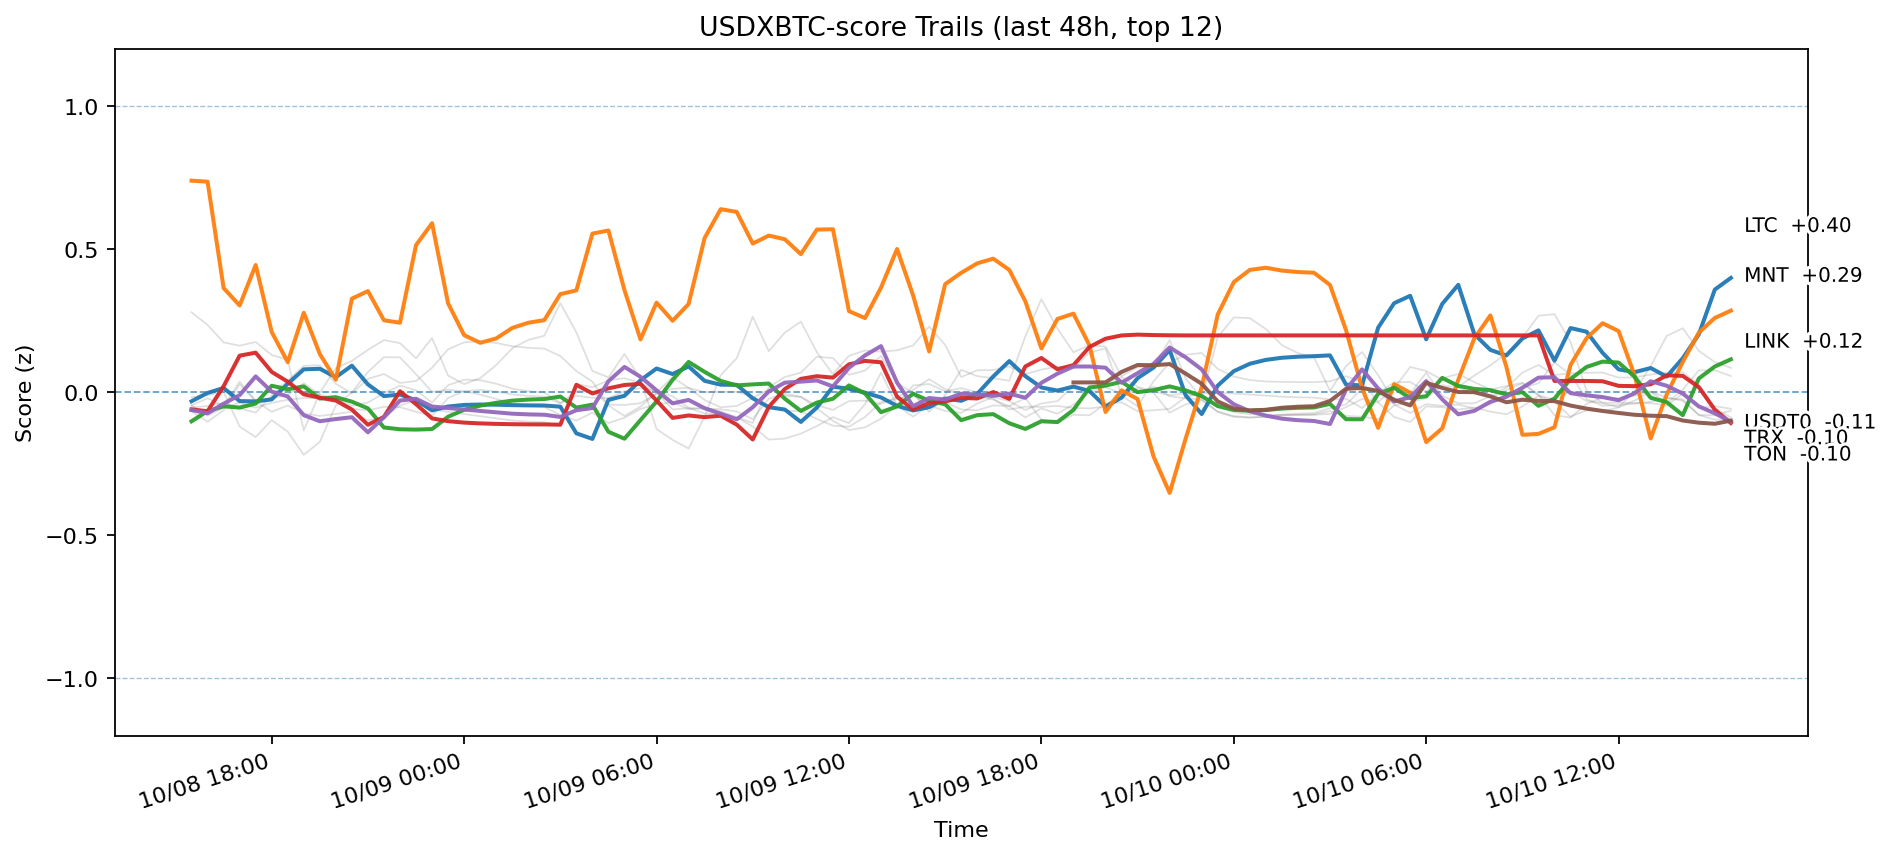 USDXBTC-score Trails (last 48h, top 12)
Score (z)
1.0
0.5
0.0
−0.5
−1.0
LTC +0.40
MNT +0.29
LINK +0.12
USDT0 -0.11
TRX -0.10
TON -0.10
10/08 18:00
10/09 00:00
10/09 06:00
10/09 12:00
10/09 18:00
10/10 00:00
10/10 06:00
10/10 12:00
Time